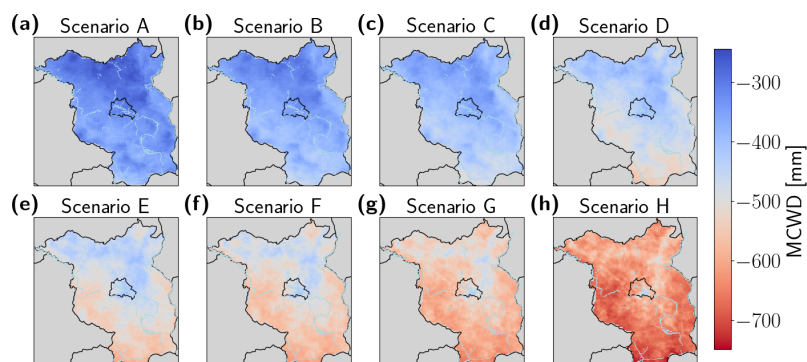 (a) Scenario A
(b) Scenario B
(c) Scenario C
(d) Scenario D
(e) Scenario E
(f) Scenario F
(g) Scenario G
(h) Scenario H
−300
−400
−500
−600
−700
MCWD [mm]